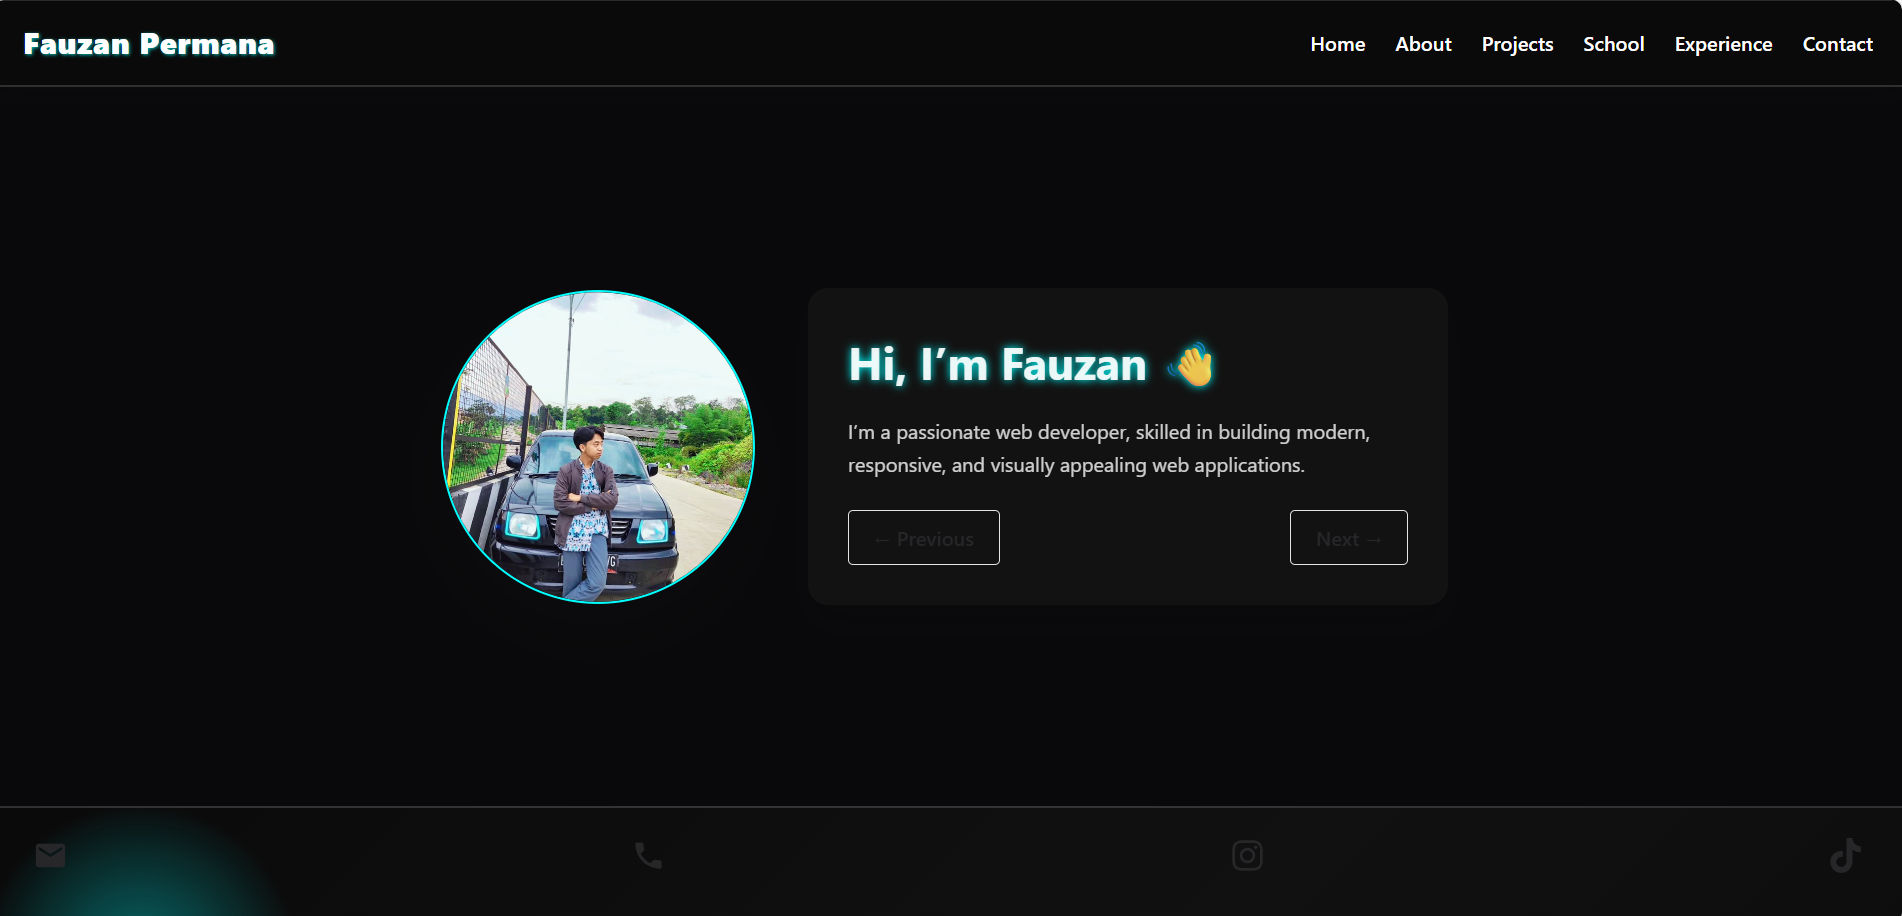 Fauzan Permana
Home About Projects School Experience Contact
Hi, I’m Fauzan 👋
I’m a passionate web developer, skilled in building modern,
responsive, and visually appealing web applications.
← Previous
Next →